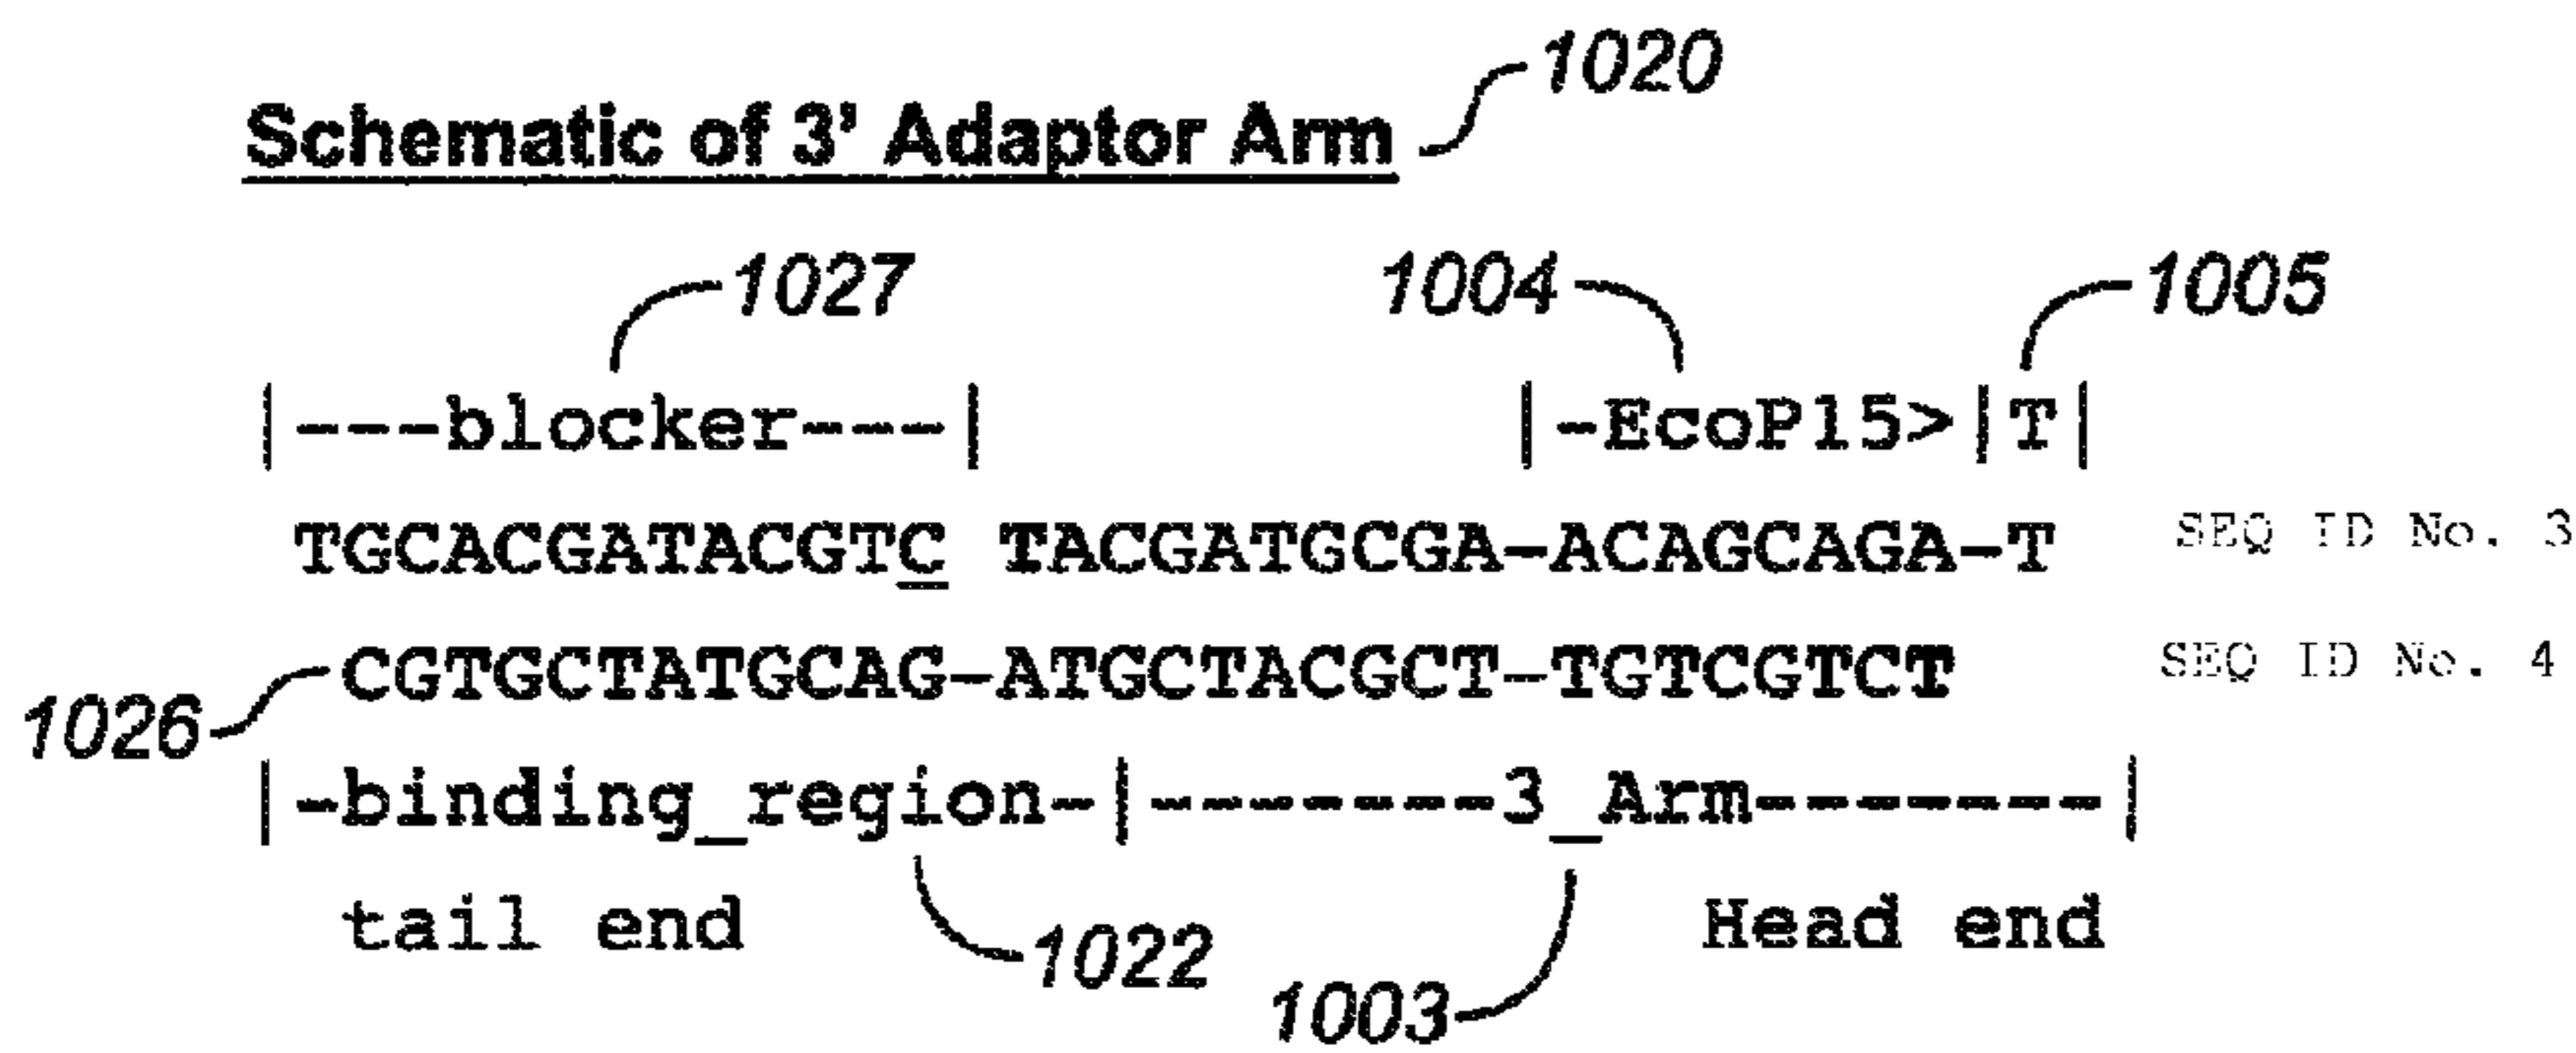 1020
Schematic of 3' Adaptor Arm
1027 1004 1005
|---blocker---| |-EcoP15>|T|
TGCACGATACGTC TACGATGCGA-ACAGCAGA-T SEQ ID No. 3
CGTGCTATGCAG-ATGCTACGCT-TGTCGTCT SEQ ID No. 4
1026
|-binding_region-|-------3_Arm-------|
tail end Head end
1022
1003